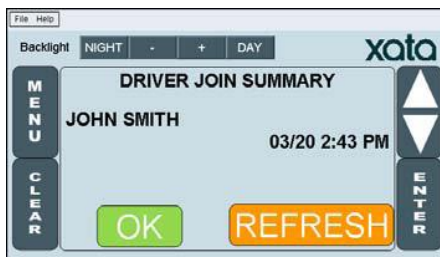 File Help
Backlight NIGHT - + DAY xata
MENU
DRIVER JOIN SUMMARY
JOHN SMITH
03/20 2:43 PM
CLEAR
OK REFRESH
ENTER